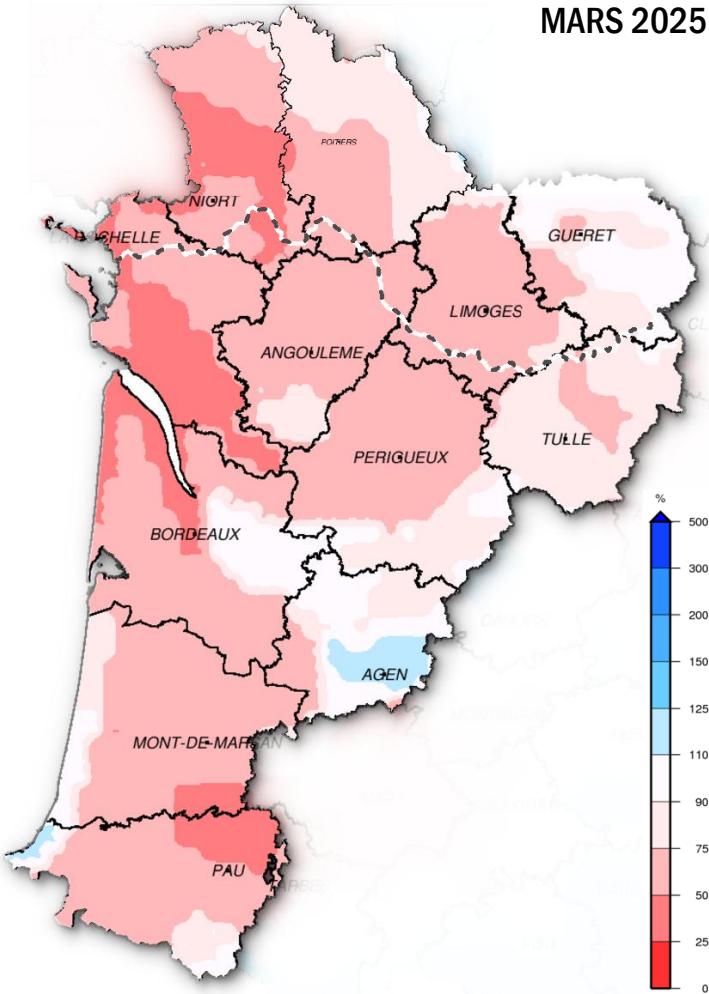 MARS 2025
POITIERS
NIORT
LA ROCHELLE
GUERET
LIMOGES
ANGOULEME
TULLE
PERIGUEUX
%
500
BORDEAUX
300
200
150
AGEN
125
MONT-DE-MARSAN
110
90
75
PAU
TARBES
50
25
0